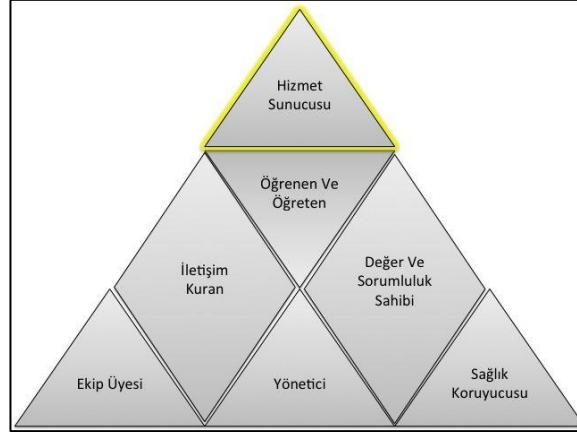 Hizmet
Sunucusu
Öğrenen Ve
Öğreten
İletişim
Kuran
Değer Ve
Sorumluluk
Sahibi
Ekip Üyesi
Yönetici
Sağlık
Koruyucusu